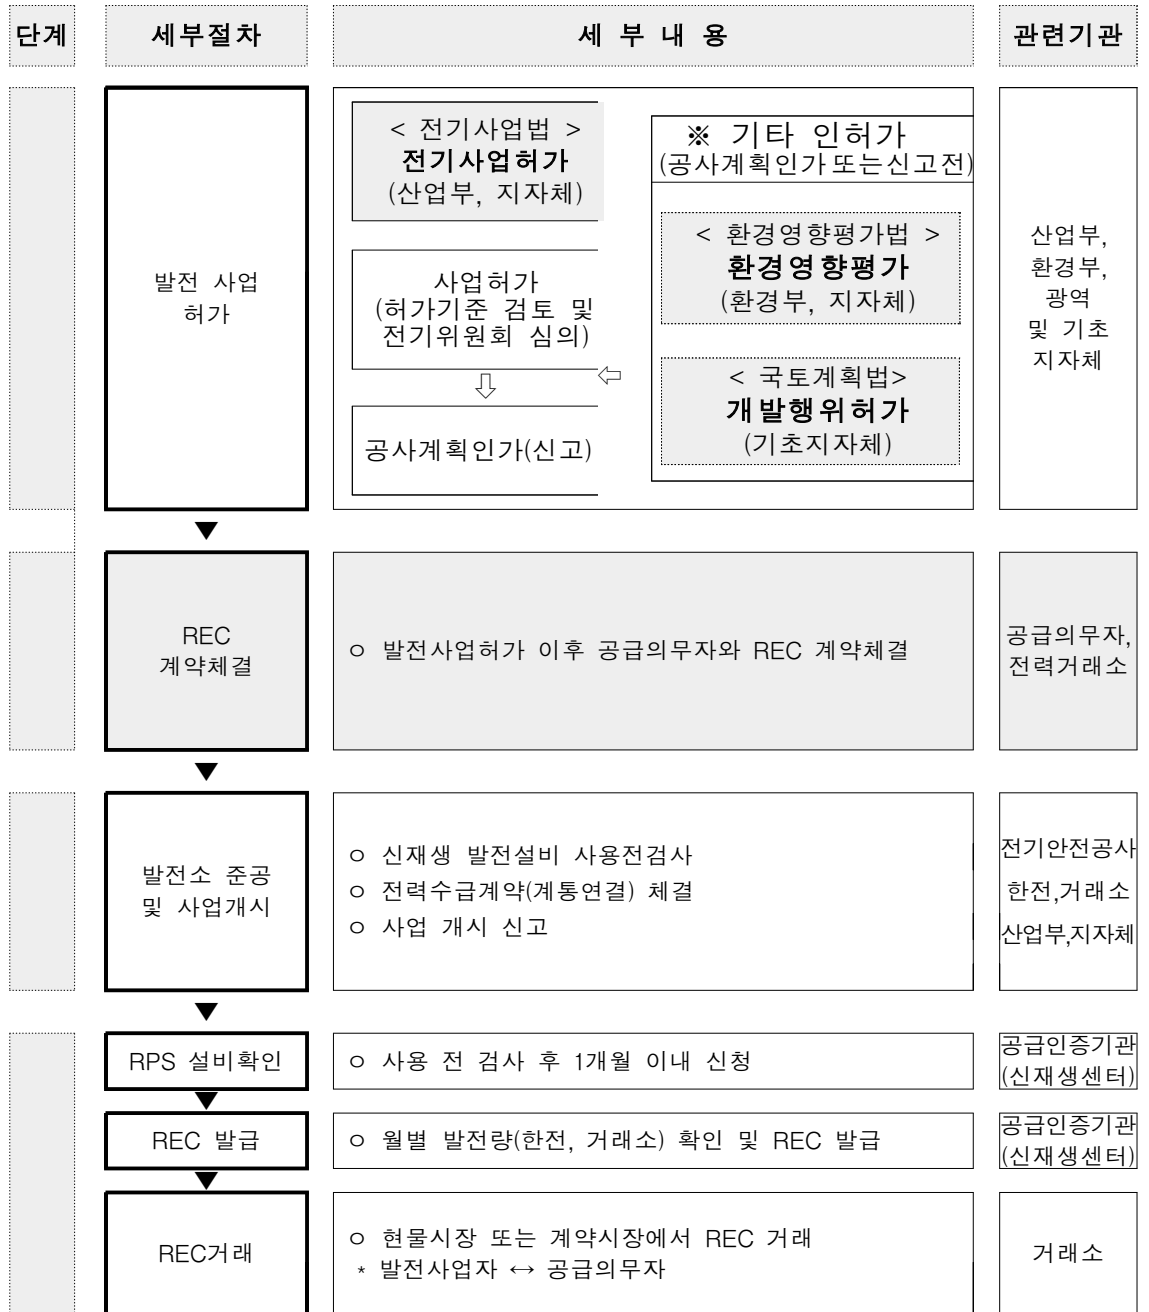 단계
세부절차
세 부 내 용
관련기관
발전 사업
허가
< 전기사업법 >
전기사업허가
(산업부, 지자체)
사업허가
(허가기준 검토 및
전기위원회 심의)
⇩
⇦
공사계획인가(신고)
※ 기타 인허가
(공사계획인가 또는신고전)
< 환경영향평가법 >
환경영향평가
(환경부, 지자체)
< 국토계획법>
개발행위허가
(기초지자체)
산업부,
환경부,
광역
및 기초
지자체
▼
REC
계약체결
ㅇ 발전사업허가 이후 공급의무자와 REC 계약체결
공급의무자,
전력거래소
▼
발전소 준공
및 사업개시
ㅇ 신재생 발전설비 사용전검사
ㅇ 전력수급계약(계통연결) 체결
ㅇ 사업 개시 신고
전기안전공사
한전,거래소
산업부,지자체
▼
RPS 설비확인
ㅇ 사용 전 검사 후 1개월 이내 신청
공급인증기관
(신재생센터)
▼
REC 발급
ㅇ 월별 발전량(한전, 거래소) 확인 및 REC 발급
공급인증기관
(신재생센터)
▼
REC거래
ㅇ 현물시장 또는 계약시장에서 REC 거래
* 발전사업자 ↔ 공급의무자
거래소